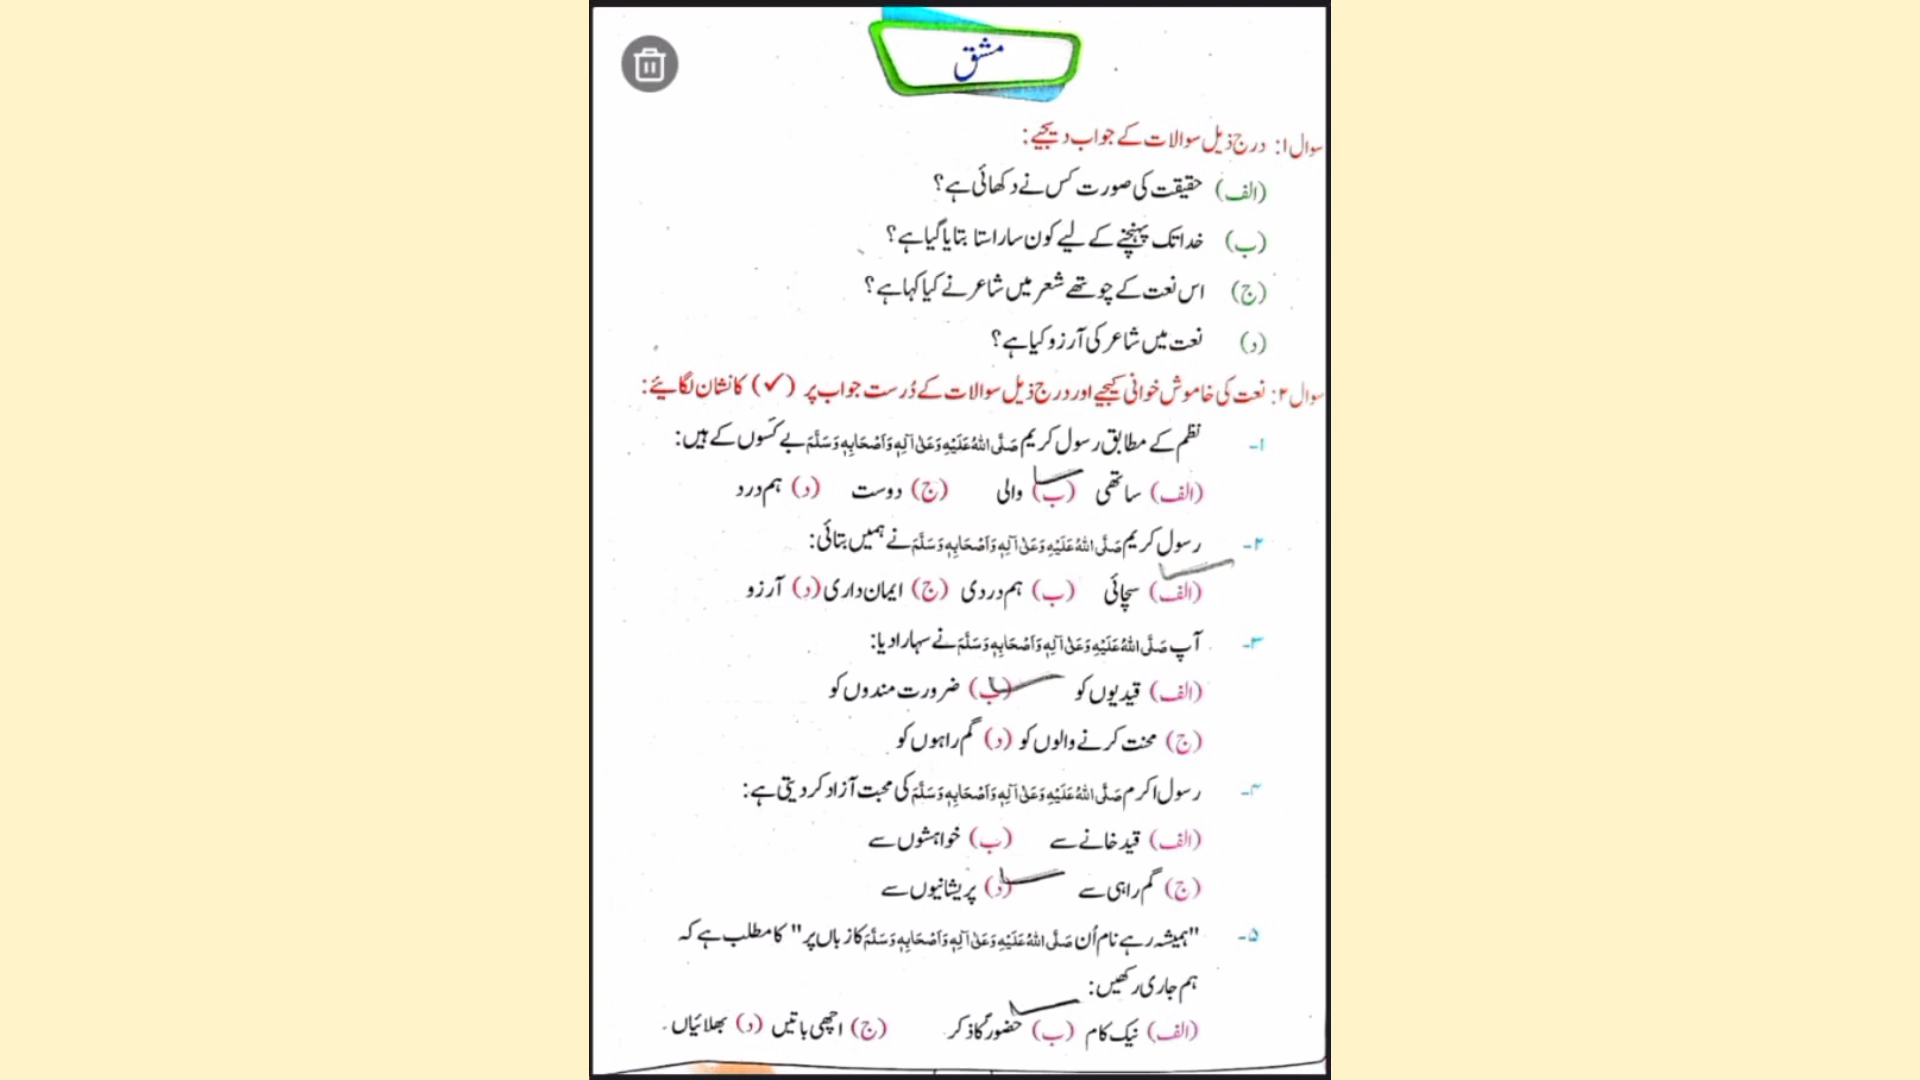 مشق
سوال ۱: درج ذیل سوالات کے جواب دیجیے:
(الف) حقیقت کی صورت کس نے دکھائی ہے؟
(ب) خدا تک پہنچنے کے لیے کون سا راستا بتایا گیا ہے؟
(ج) اس نعت کے چوتھے شعر میں شاعر نے کیا کہا ہے؟
(د) نعت میں شاعر کی آرزو کیا ہے؟
سوال ۲: نعت کی خاموش خوانی کیجیے اور درج ذیل سوالات کے دُرست جواب پر (✓) کا نشان لگائیے:
۱- نظم کے مطابق رسول کریم صَلَّی اللہُ عَلَیْہِ وَعَلٰی آلِہٖ وَاَصْحَابِہٖ وَسَلَّمَ بے کَسوں کے ہیں:
(الف) ساتھی (ب) والی (ج) دوست (د) ہم درد
۲- رسول کریم صَلَّی اللہُ عَلَیْہِ وَعَلٰی آلِہٖ وَاَصْحَابِہٖ وَسَلَّمَ نے ہمیں بتائی:
(الف) سچائی (ب) ہم دردی (ج) ایمان داری (د) آرزو
۳- آپ صَلَّی اللہُ عَلَیْہِ وَعَلٰی آلِہٖ وَاَصْحَابِہٖ وَسَلَّمَ نے سہارا دیا:
(الف) قیدیوں کو (ب) ضرورت مندوں کو
(ج) محنت کرنے والوں کو (د) گم راہوں کو
۴- رسول اکرم صَلَّی اللہُ عَلَیْہِ وَعَلٰی آلِہٖ وَاَصْحَابِہٖ وَسَلَّمَ کی محبت آزاد کر دیتی ہے:
(الف) قید خانے سے (ب) خواہشوں سے
(ج) گم راہی سے (د) پریشانیوں سے
۵- "ہمیشہ رہے نام اُن صَلَّی اللہُ عَلَیْہِ وَعَلٰی آلِہٖ وَاَصْحَابِہٖ وَسَلَّمَ کا زباں پر" کا مطلب ہے کہ
ہم جاری رکھیں:
(الف) نیک کام (ب) حضورؐ کا ذکر (ج) اچھی باتیں (د) بھلائیاں۔